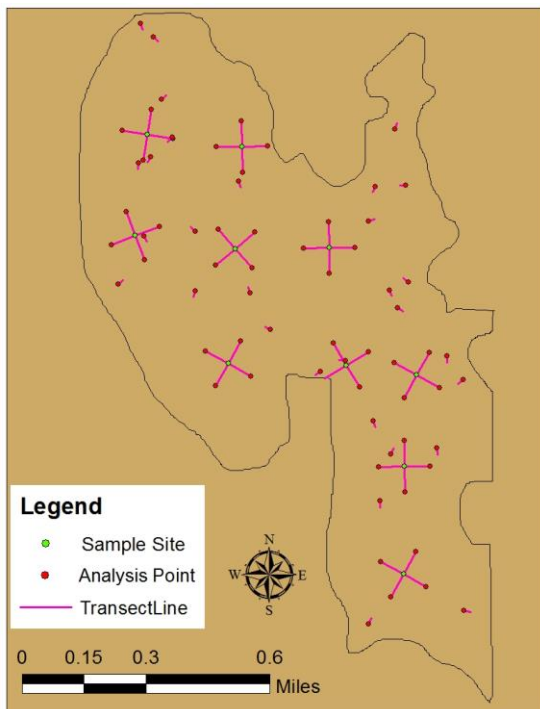 Legend
Sample Site
Analysis Point
TransectLine
N
W E
S
0 0.15 0.3 0.6
Miles